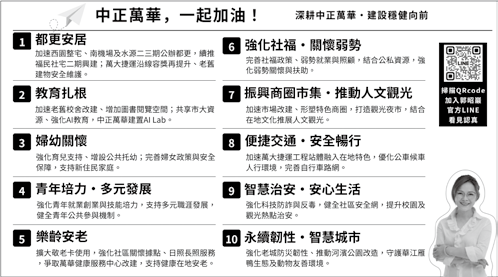 中正萬華，一起加油！
深耕中正萬華・建設穩健向前
1 都更安居
加速西園整宅、南機場及水源二三期公辦都更，續推
福民社宅二期興建；萬大捷運沿線容獎再提升、老舊
建物安全維護。
2 教育扎根
加速老舊校舍改建、增加圖書閱覽空間；共享市大資
源、強化AI教育，中正萬華建置AI Lab。
3 婦幼關懷
強化育兒支持、增設公共托幼；完善婦女政策與安全
保障，支持新住民家庭。
4 青年培力・多元發展
強化青年就業創業與技能培力，支持多元職涯發展，
健全青年公共參與機制。
5 樂齡安老
擴大敬老卡使用，強化社區關懷據點、日照長照服務
，爭取萬華健康服務中心改建，支持健康在地安老。
6 強化社福・關懷弱勢
完善社福政策、弱勢就業與照顧，結合公私資源，強
化弱勢關懷與扶助。
7 振興商圈市集・推動人文觀光
加速市場改建、形塑特色商圈，打造觀光夜市，結合
在地文化推展人文觀光。
8 便捷交通・安全暢行
加速萬大捷運工程站體融入在地特色，優化公車候車
人行環境，完善自行車路網。
9 智慧治安・安心生活
強化科技防詐與反毒，健全社區安全網，提升校園及
觀光熱點治安。
10 永續韌性・智慧城市
強化老城防災韌性、推動河濱公園改造，守護華江雁
鴨生態及動物友善環境。
掃描QRcode
加入郭昭巖
官方LINE
看見認真